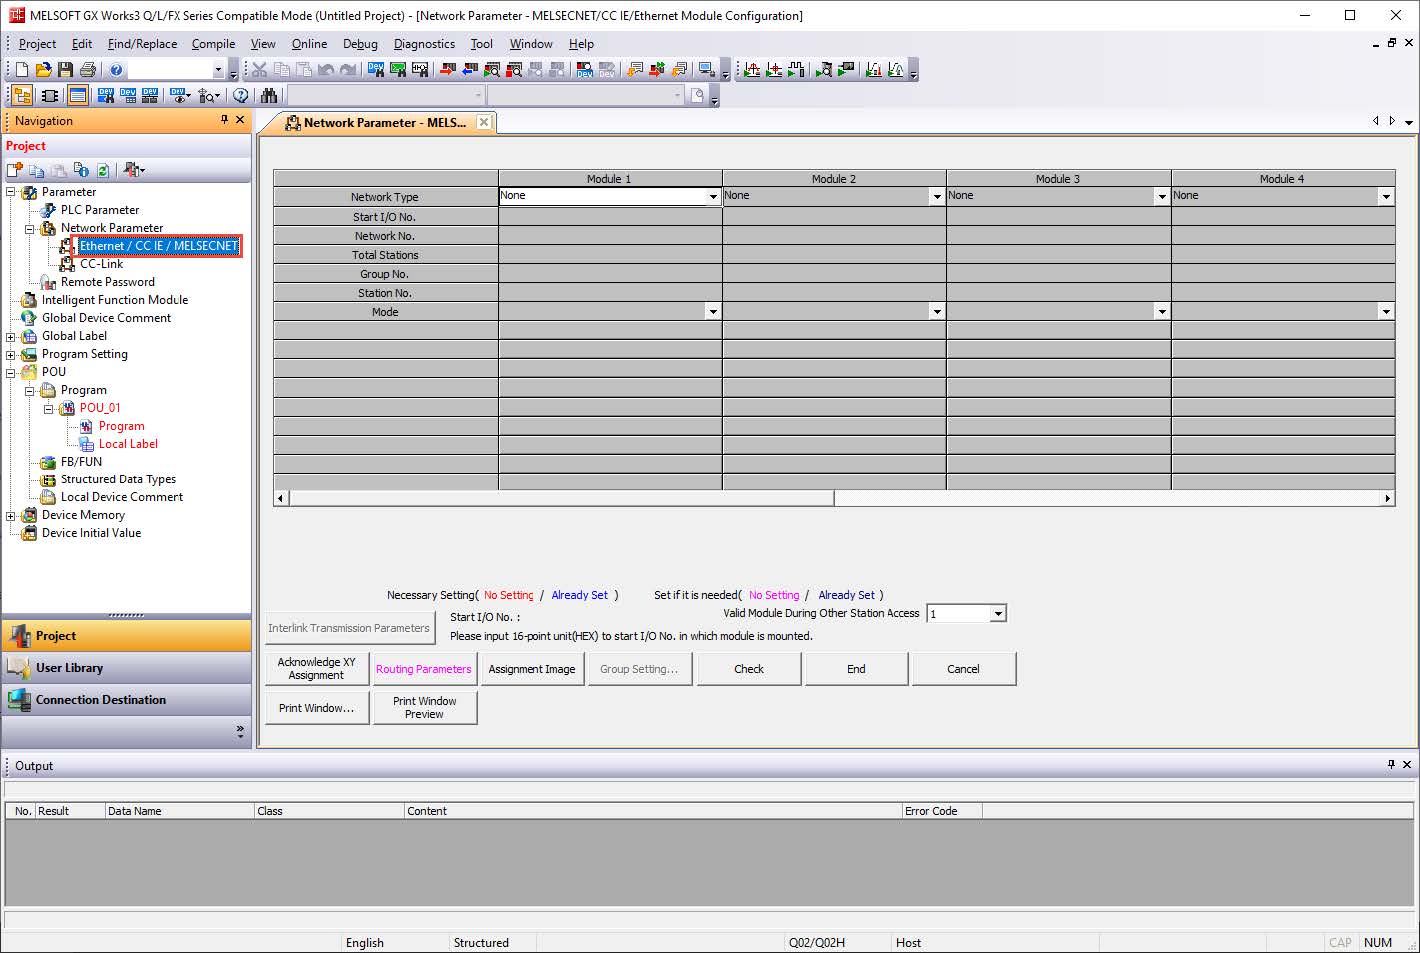 MELSOFT GX Works3 Q/L/FX Series Compatible Mode (Untitled Project) - [Network Parameter - MELSECNET/CC IE/Ethernet Module Configuration]
Project Edit Find/Replace Compile View Online Debug Diagnostics Tool Window Help
Navigation
Project
Parameter
PLC Parameter
Network Parameter
Ethernet / CC IE / MELSECNET
CC-Link
Remote Password
Intelligent Function Module
Global Device Comment
Global Label
Program Setting
POU
Program
POU_01
Program
Local Label
FB/FUN
Structured Data Types
Local Device Comment
Device Memory
Device Initial Value
Project
User Library
Connection Destination
Network Parameter - MELS...
Module 1 Module 2 Module 3 Module 4
Network Type None None None None
Start I/O No.
Network No.
Total Stations
Group No.
Station No.
Mode
Necessary Setting( No Setting / Already Set ) Set if it is needed( No Setting / Already Set )
Interlink Transmission Parameters
Start I/O No. :
Valid Module During Other Station Access 1
Please input 16-point unit(HEX) to start I/O No. in which module is mounted.
Acknowledge XY
Assignment
Routing Parameters
Assignment Image
Group Setting...
Check
End
Cancel
Print Window...
Print Window
Preview
Output
No. Result Data Name Class Content Error Code
English Structured Q02/Q02H Host CAP NUM